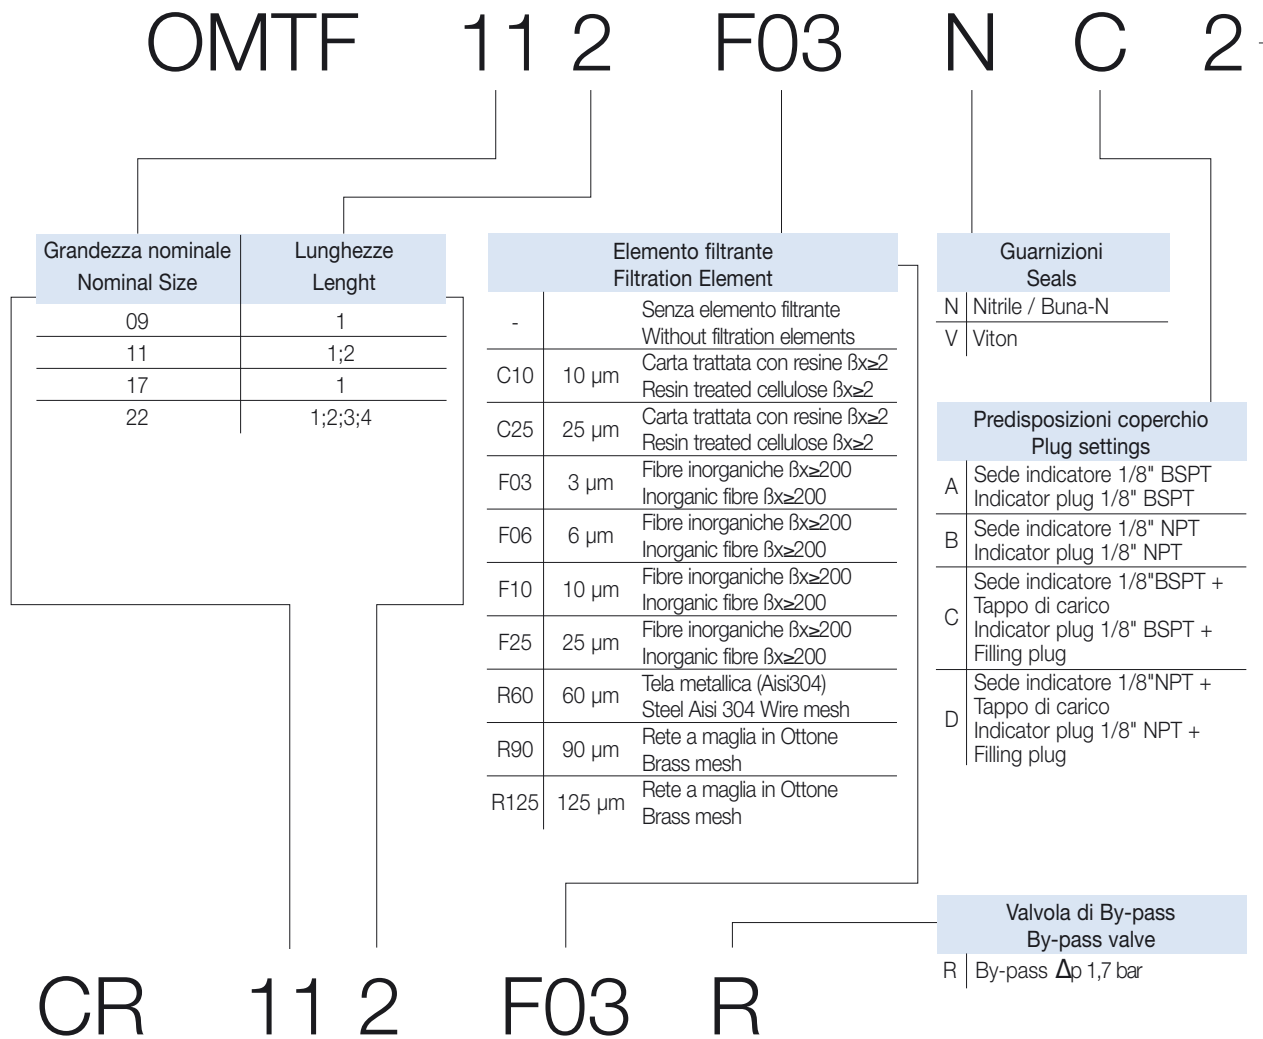 OMTF 11 2 F03 N C 2
Grandezza nominale
Nominal Size
Lunghezze
Lenght
09 1
11 1;2
17 1
22 1;2;3;4
Elemento filtrante
Filtration Element
- Senza elemento filtrante
Without filtration elements
C10 10 µm Carta trattata con resine ßx≥2
Resin treated cellulose ßx≥2
C25 25 µm Carta trattata con resine ßx≥2
Resin treated cellulose ßx≥2
F03 3 µm Fibre inorganiche ßx≥200
Inorganic fibre ßx≥200
F06 6 µm Fibre inorganiche ßx≥200
Inorganic fibre ßx≥200
F10 10 µm Fibre inorganiche ßx≥200
Inorganic fibre ßx≥200
F25 25 µm Fibre inorganiche ßx≥200
Inorganic fibre ßx≥200
R60 60 µm Tela metallica (Aisi304)
Steel Aisi 304 Wire mesh
R90 90 µm Rete a maglia in Ottone
Brass mesh
R125 125 µm Rete a maglia in Ottone
Brass mesh
Guarnizioni
Seals
N Nitrile / Buna-N
V Viton
Predisposizioni coperchio
Plug settings
A Sede indicatore 1/8" BSPT
Indicator plug 1/8" BSPT
B Sede indicatore 1/8" NPT
Indicator plug 1/8" NPT
C Sede indicatore 1/8"BSPT +
Tappo di carico
Indicator plug 1/8" BSPT +
Filling plug
D Sede indicatore 1/8"NPT +
Tappo di carico
Indicator plug 1/8" NPT +
Filling plug
Valvola di By-pass
By-pass valve
R By-pass Δp 1,7 bar
CR 11 2 F03 R